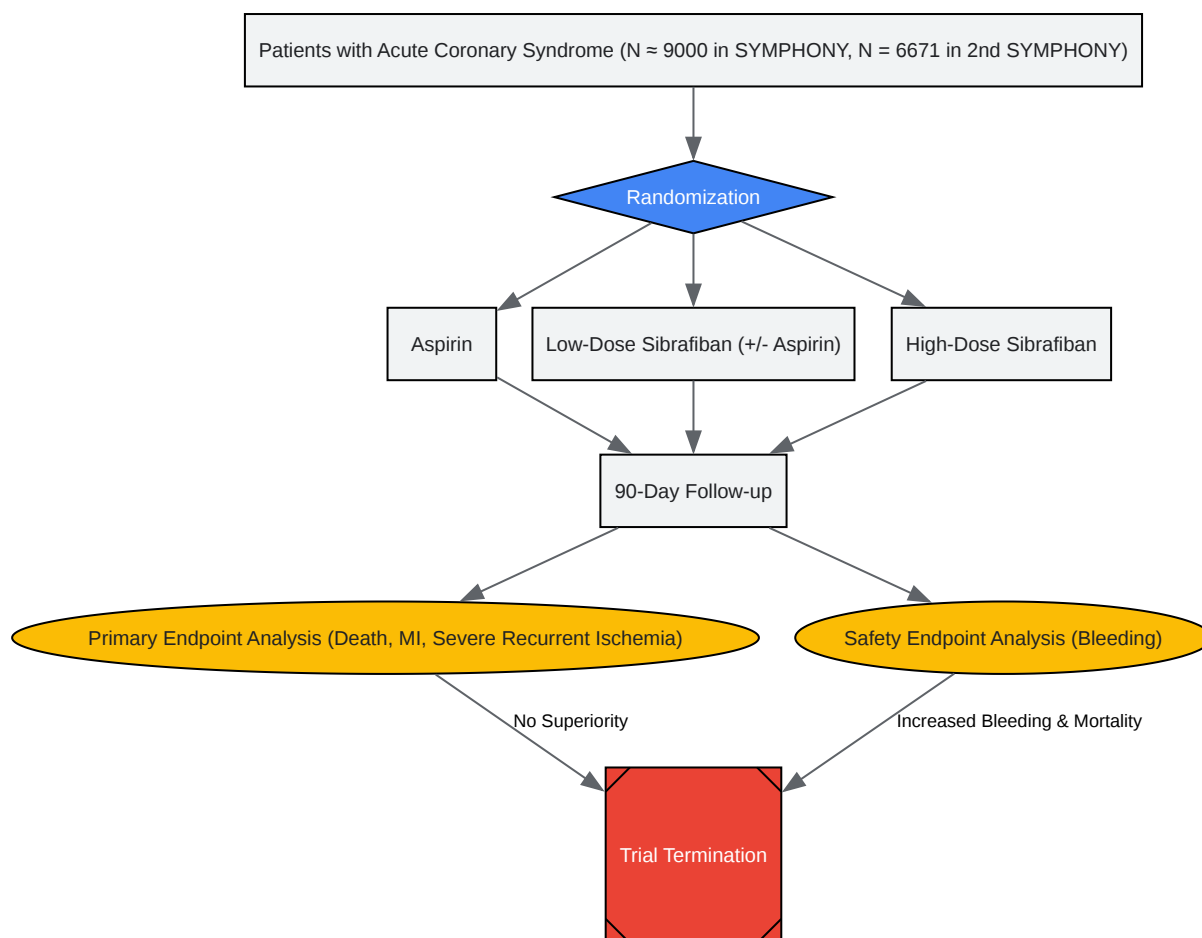 Patients with Acute Coronary Syndrome (N ≈ 9000 in SYMPHONY, N = 6671 in 2nd SYMPHONY)
Randomization
Aspirin
Low-Dose Sibrafiban (+/- Aspirin)
High-Dose Sibrafiban
90-Day Follow-up
Primary Endpoint Analysis (Death, MI, Severe Recurrent Ischemia)
Safety Endpoint Analysis (Bleeding)
No Superiority
Increased Bleeding & Mortality
Trial Termination